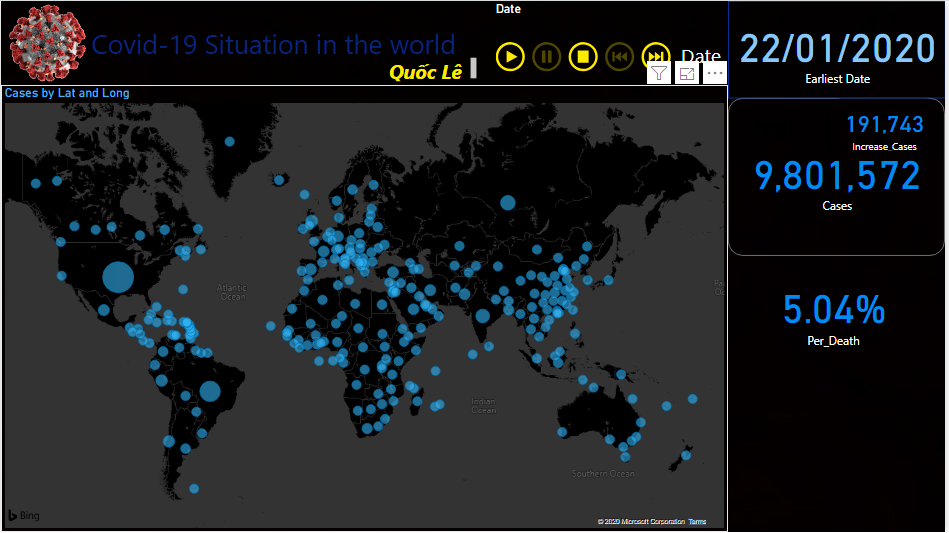 Date
Covid-19 Situation in the world
Quốc Lê
Date
22/01/2020
Earliest Date
Cases by Lat and Long
191,743
Increase_Cases
9,801,572
Cases
Atlantic
Ocean
5.04%
Per_Death
Indian
Ocean
Southern Ocean
Bing
© 2020 Microsoft Corporation Terms